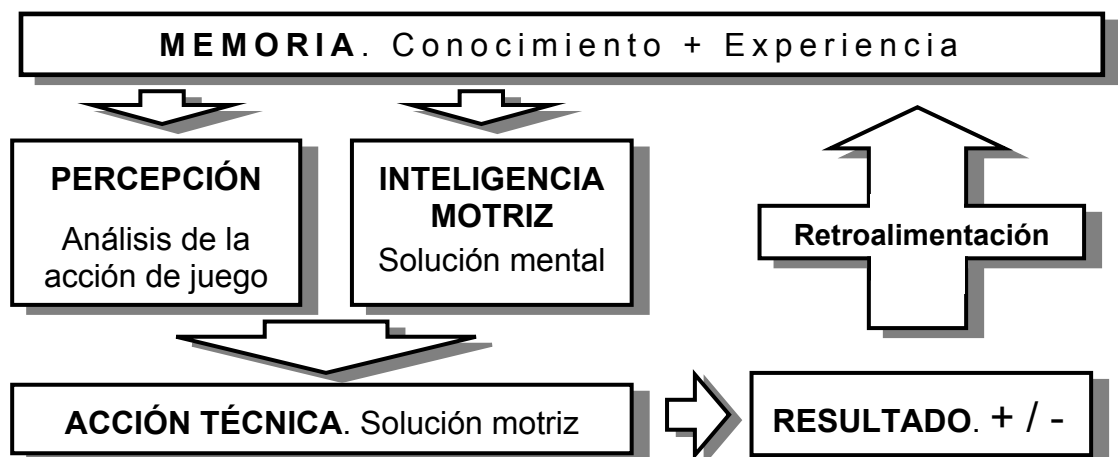 MEMORIA. Conocimiento + Experiencia
PERCEPCIÓN
Análisis de la
acción de juego
INTELIGENCIA
MOTRIZ
Solución mental
Retroalimentación
ACCIÓN TÉCNICA. Solución motriz
RESULTADO. + / -